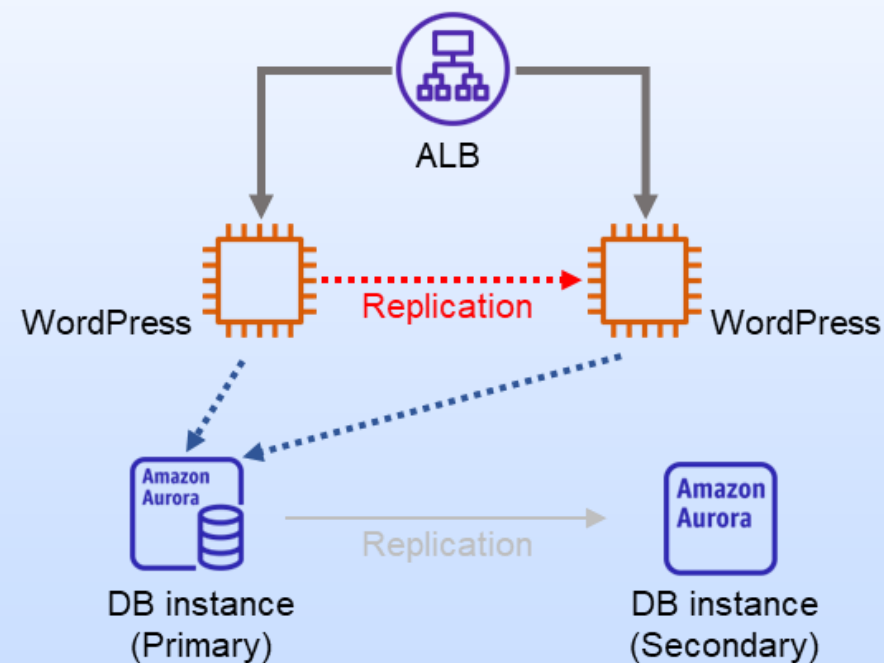 ALB
Replication
WordPress
WordPress
Amazon
Aurora
Amazon
Aurora
Replication
DB instance
(Primary)
DB instance
(Secondary)